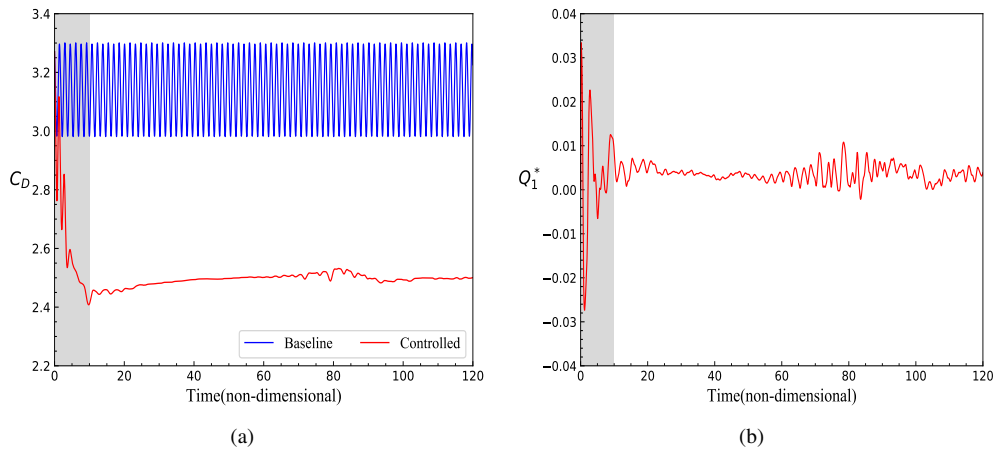 3.4
3.2
3.0
2.8
C_D
2.6
2.4
2.2
0 20 40 60 80 100 120
Time(non-dimensional)
Baseline Controlled
(a)
0.04
0.03
0.02
0.01
Q₁*
0.00
−0.01
−0.02
−0.03
−0.04
0 20 40 60 80 100 120
Time(non-dimensional)
(b)